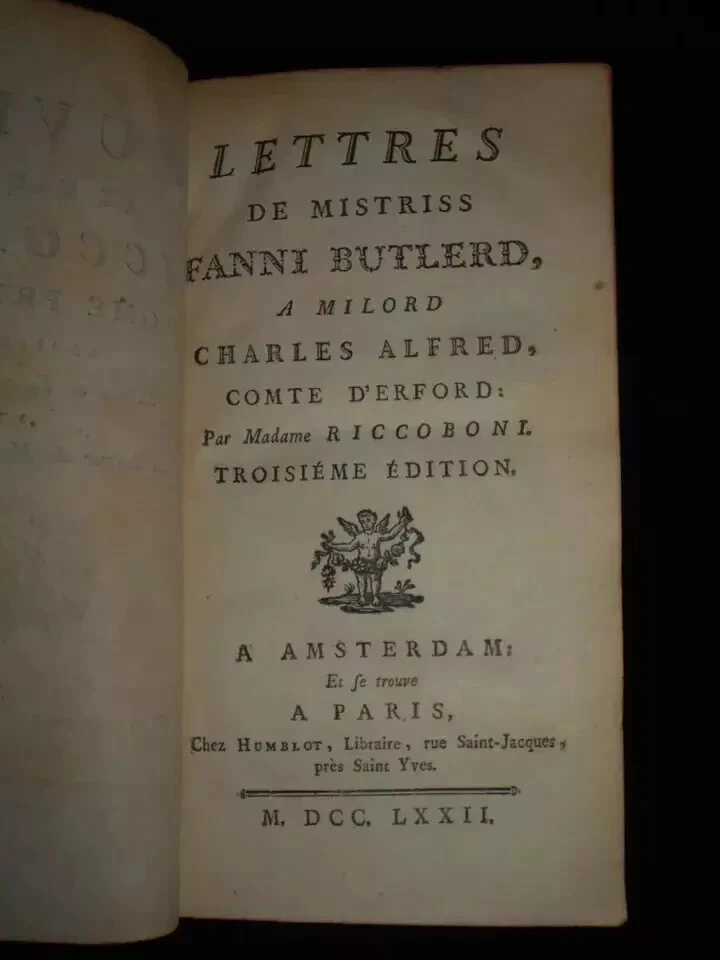 LETTRES
DE MISTRISS
FANNI BUTLERD,
A MILORD
CHARLES ALFRED,
COMTE D'ERFORD:
Par Madame RICCOBONI.
TROISIÉME ÉDITION.
A AMSTERDAM:
Et se trouve
A PARIS,
Chez HUMBLOT, Libraire, rue Saint-Jacques,
près Saint Yves.
M. DCC. LXXII.